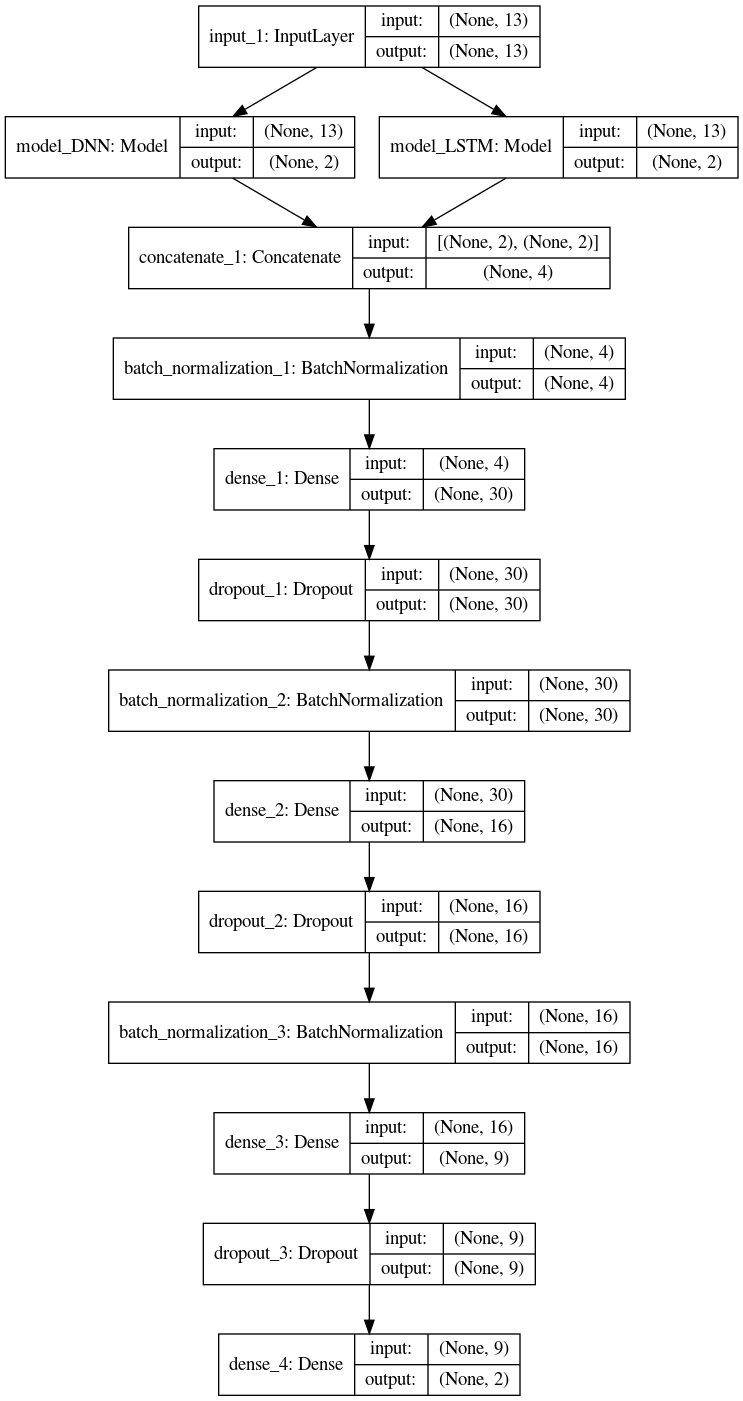 input_1: InputLayer
input: (None, 13)
output: (None, 13)
model_DNN: Model
input: (None, 13)
output: (None, 2)
model_LSTM: Model
input: (None, 13)
output: (None, 2)
concatenate_1: Concatenate
input: [(None, 2), (None, 2)]
output: (None, 4)
batch_normalization_1: BatchNormalization
input: (None, 4)
output: (None, 4)
dense_1: Dense
input: (None, 4)
output: (None, 30)
dropout_1: Dropout
input: (None, 30)
output: (None, 30)
batch_normalization_2: BatchNormalization
input: (None, 30)
output: (None, 30)
dense_2: Dense
input: (None, 30)
output: (None, 16)
dropout_2: Dropout
input: (None, 16)
output: (None, 16)
batch_normalization_3: BatchNormalization
input: (None, 16)
output: (None, 16)
dense_3: Dense
input: (None, 16)
output: (None, 9)
dropout_3: Dropout
input: (None, 9)
output: (None, 9)
dense_4: Dense
input: (None, 9)
output: (None, 2)